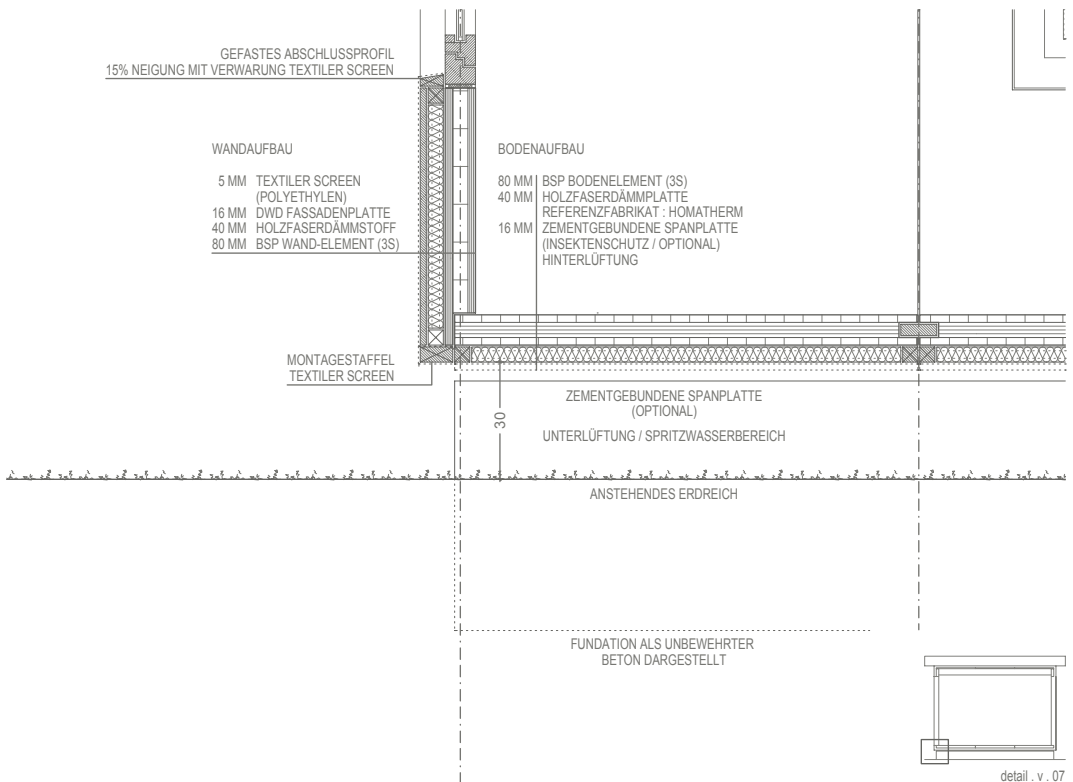 GEFASTES ABSCHLUSSPROFIL
15% NEIGUNG MIT VERWARUNG TEXTILER SCREEN
WANDAUFBAU
5 MM TEXTILER SCREEN
(POLYETHYLEN)
16 MM DWD FASSADENPLATTE
40 MM HOLZFASERDÄMMSTOFF
80 MM BSP WAND-ELEMENT (3S)
BODENAUFBAU
80 MM BSP BODENELEMENT (3S)
40 MM HOLZFASERDÄMMPLATTE
REFERENZFABRIKAT : HOMATHERM
16 MM ZEMENTGEBUNDENE SPANPLATTE
(INSEKTENSCHUTZ / OPTIONAL)
HINTERLÜFTUNG
MONTAGESTAFFEL
TEXTILER SCREEN
ZEMENTGEBUNDENE SPANPLATTE
(OPTIONAL)
30
UNTERLÜFTUNG / SPRITZWASSERBEREICH
ANSTEHENDES ERDREICH
FUNDATION ALS UNBEWEHRTER
BETON DARGESTELLT
detail . v . 07